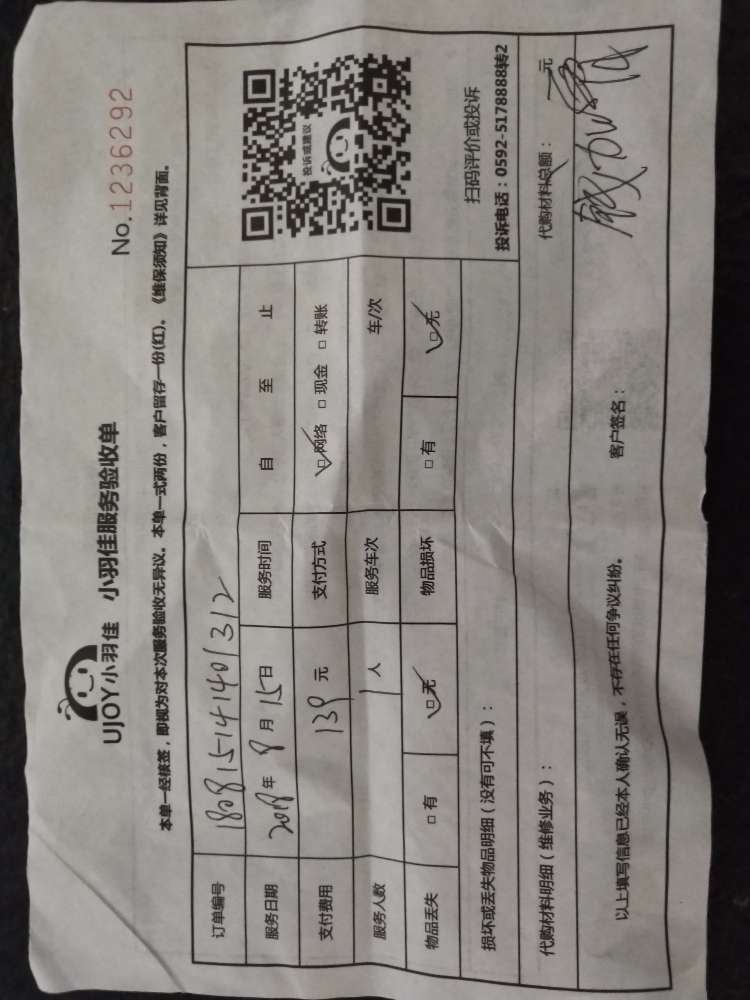 No.1236292
UJOY小羽佳 小羽佳服务验收单
本单一经核签,即视为对本次服务验收无异议。本单一式两份,客户留存一份(红)。《维保须知》详见背面。
订单编号 180815141401312
投诉或建议
服务日期 2018年8月15日 服务时间 自 至 止
支付费用 139元 支付方式 ☑网络 □现金 □转账
服务人数 1人 服务车次 车/次
物品丢失 □有 ☑无 物品损坏 □有 ☑无
扫码评价或投诉
投诉电话:0592-5178888转2
损坏或丢失物品明细(没有可不填):
代购材料明细(维修业务): 代购材料总额: 元
以上填写信息已经本人确认无误,不存在任何争议纠纷。 客户签名: